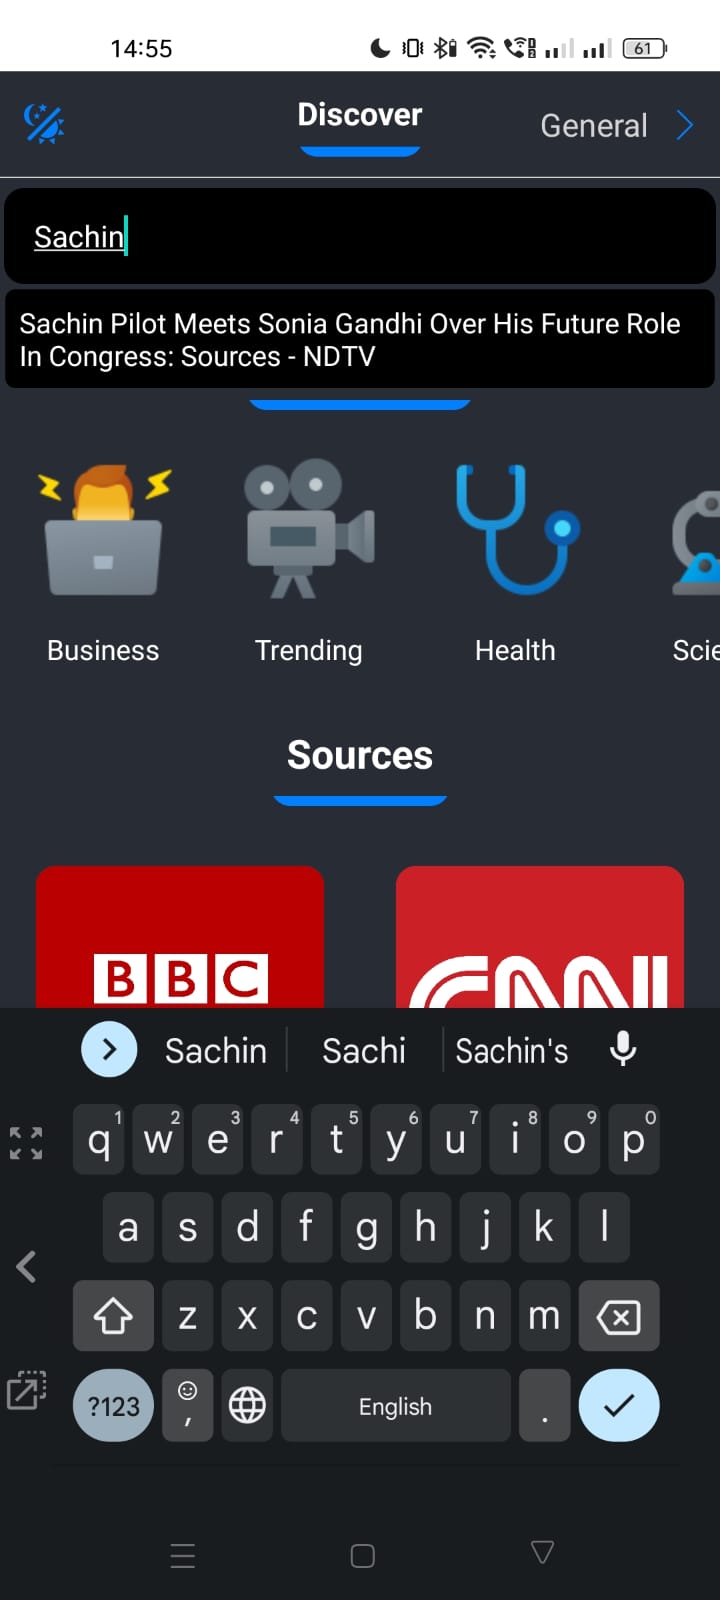 14:55
61
Discover
General
Sachin
Sachin Pilot Meets Sonia Gandhi Over His Future Role
In Congress: Sources - NDTV
Business
Trending
Health
Scie
Sources
BBC
CNN
Sachin
Sachi
Sachin's
1 2 3 4 5 6 7 8 9 0
q w e r t y u i o p
a s d f g h j k l
z x c v b n m
?123
,
English
.